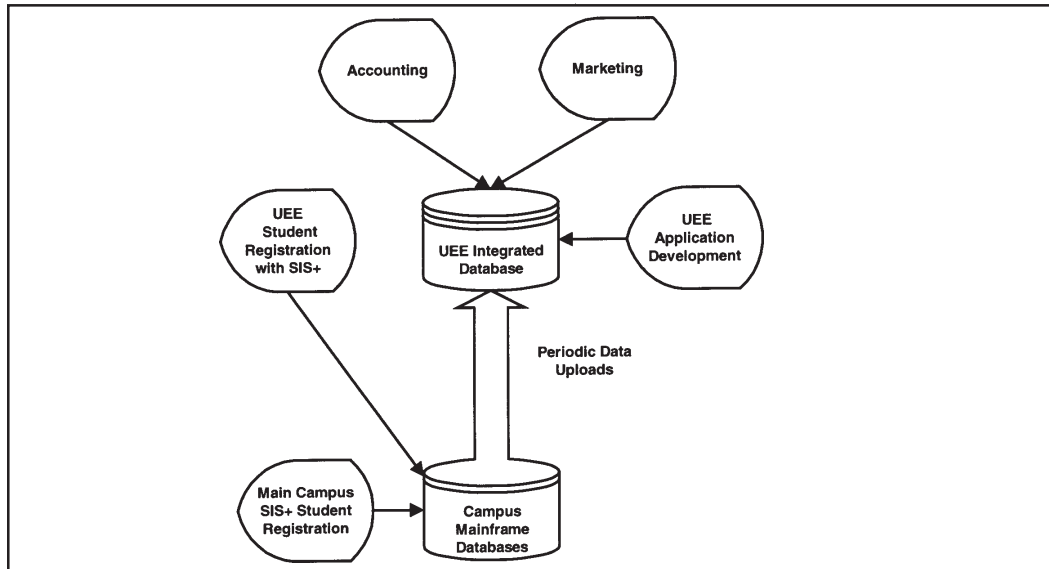 Accounting
Marketing
UEE
Student
Registration
with SIS+
UEE Integrated
Database
UEE
Application
Development
Periodic Data
Uploads
Main Campus
SIS+ Student
Registration
Campus
Mainframe
Databases